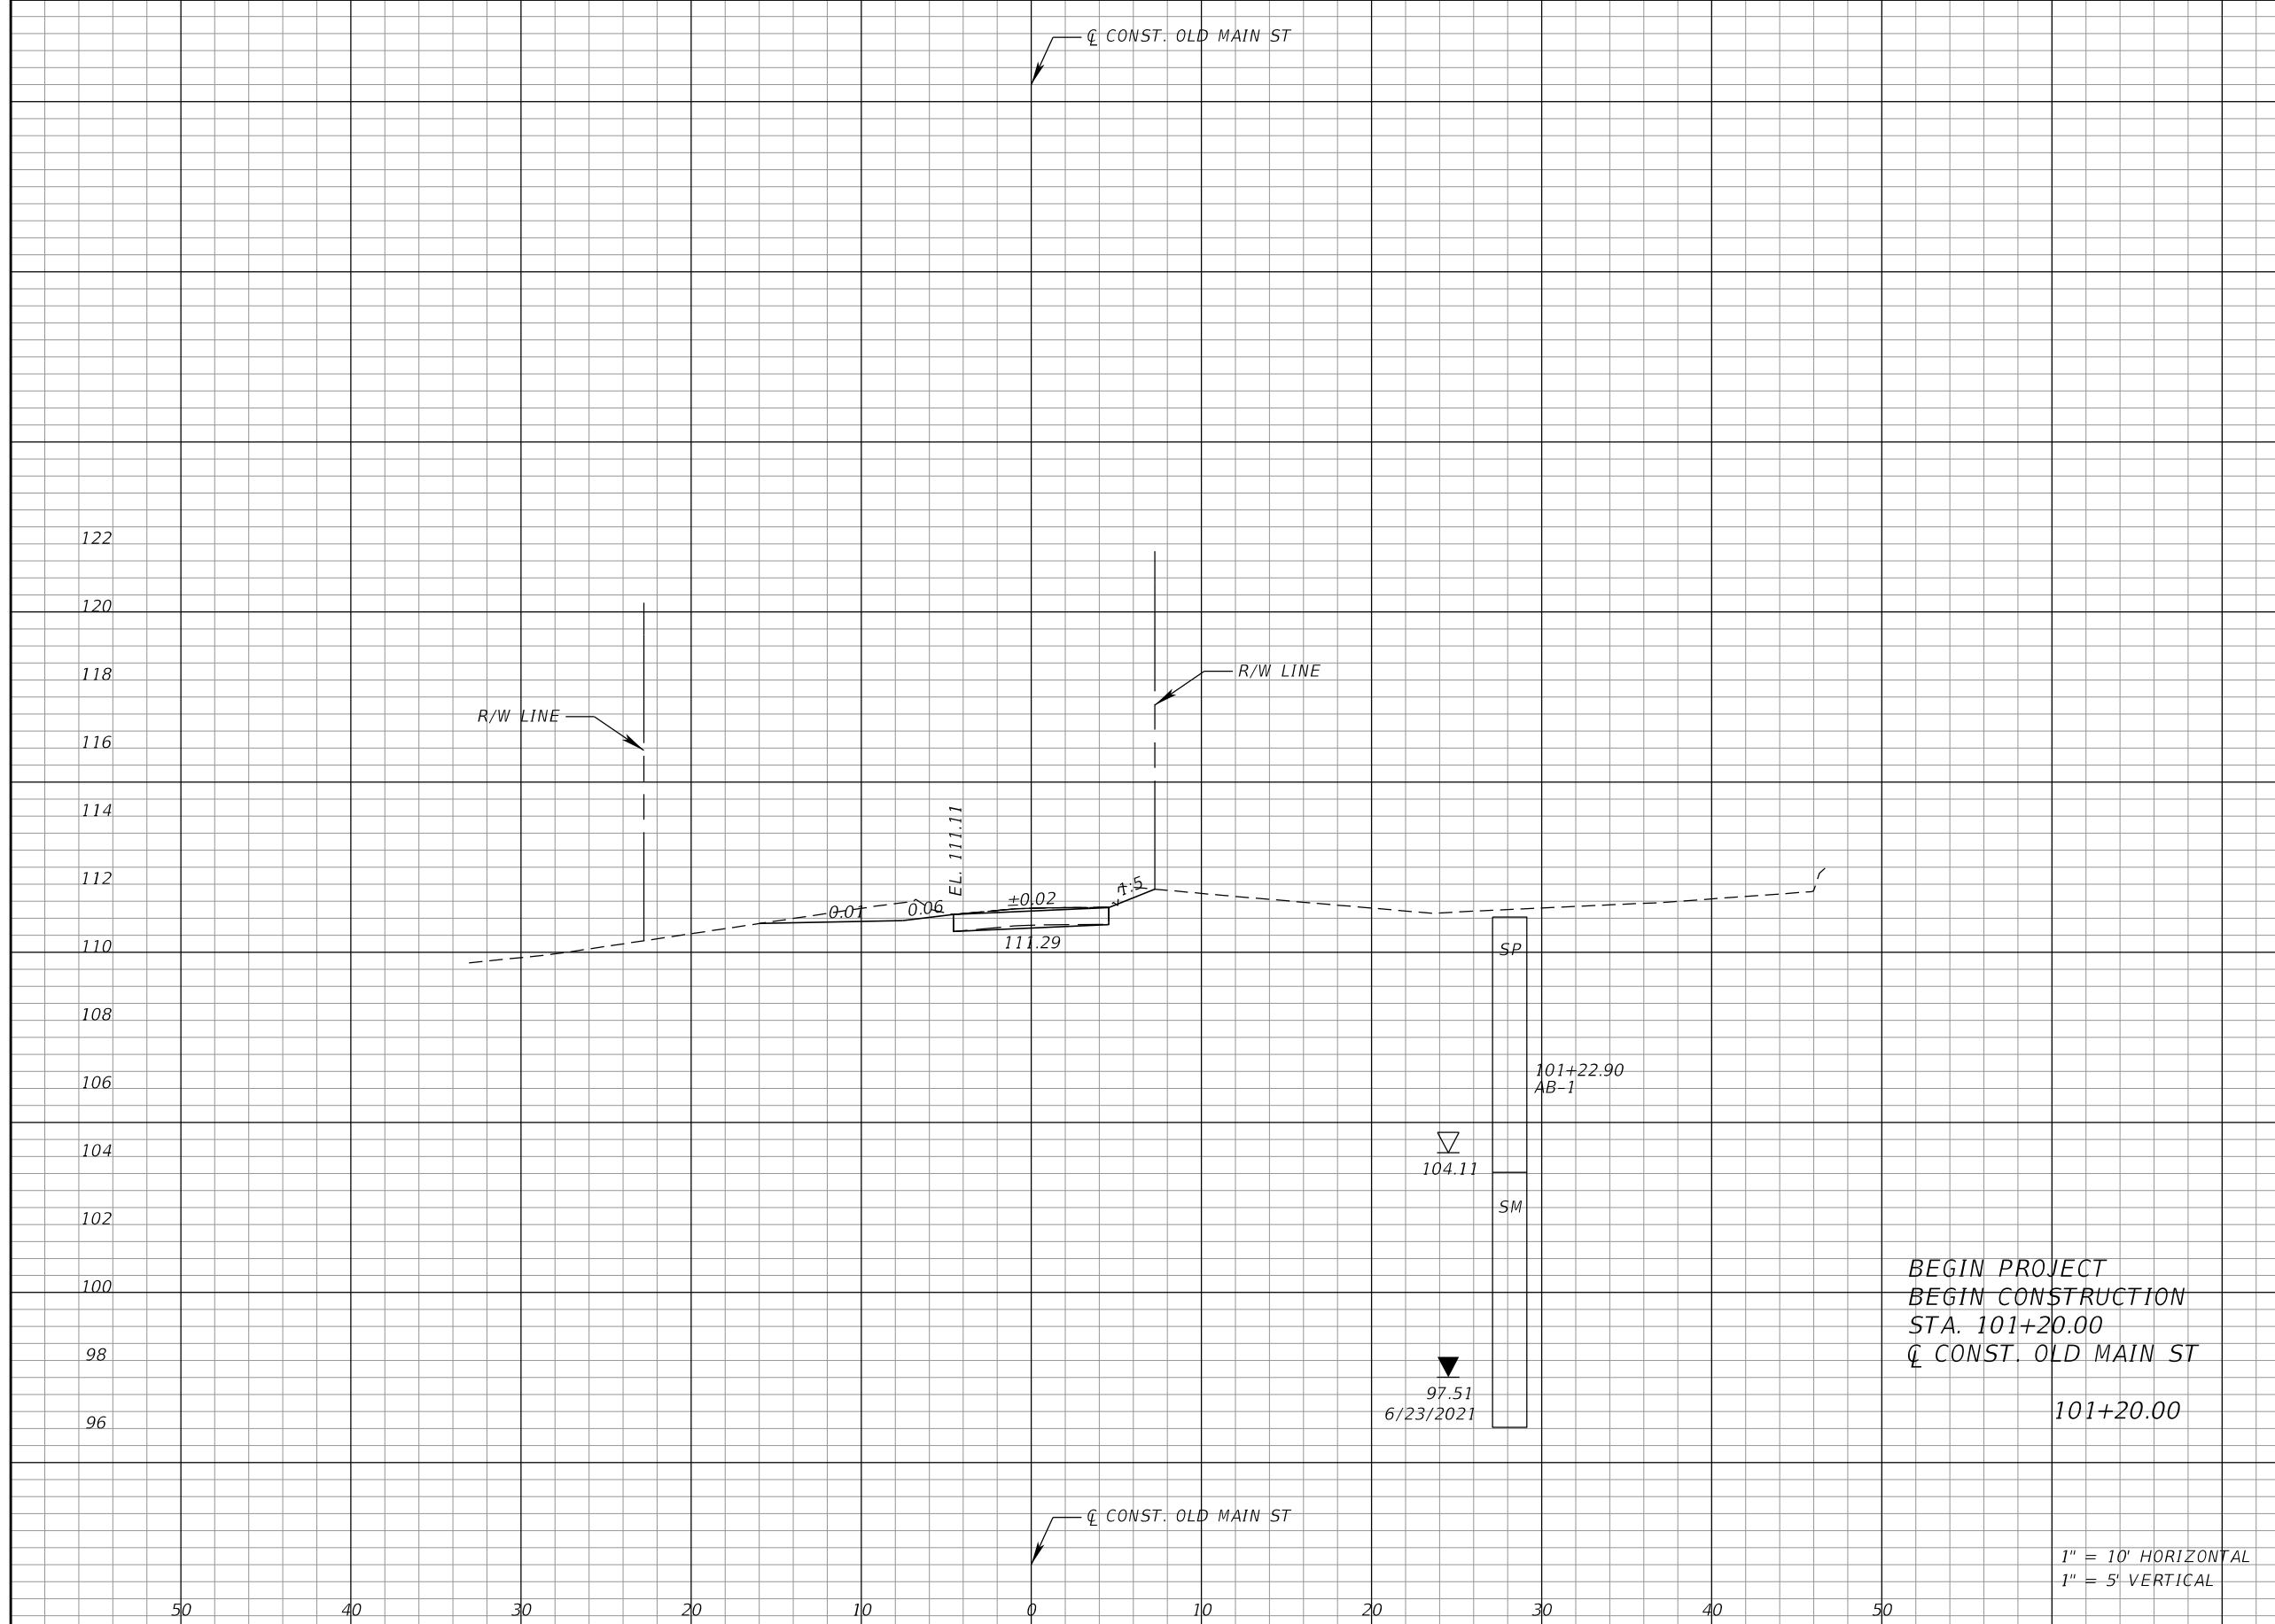 ℄ CONST. OLD MAIN ST
122
120
118
R/W LINE
R/W LINE
116
114
EL. 111.11
112
0.01
0.06
±0.02
1:5
110
111.29
SP
108
106
101+22.90
AB-1
104
104.11
102
SM
100
BEGIN PROJECT
BEGIN CONSTRUCTION
STA. 101+20.00
℄ CONST. OLD MAIN ST
98
97.51
6/23/2021
96
101+20.00
℄ CONST. OLD MAIN ST
1" = 10' HORIZONTAL
1" = 5' VERTICAL
50 40 30 20 10 0 10 20 30 40 50